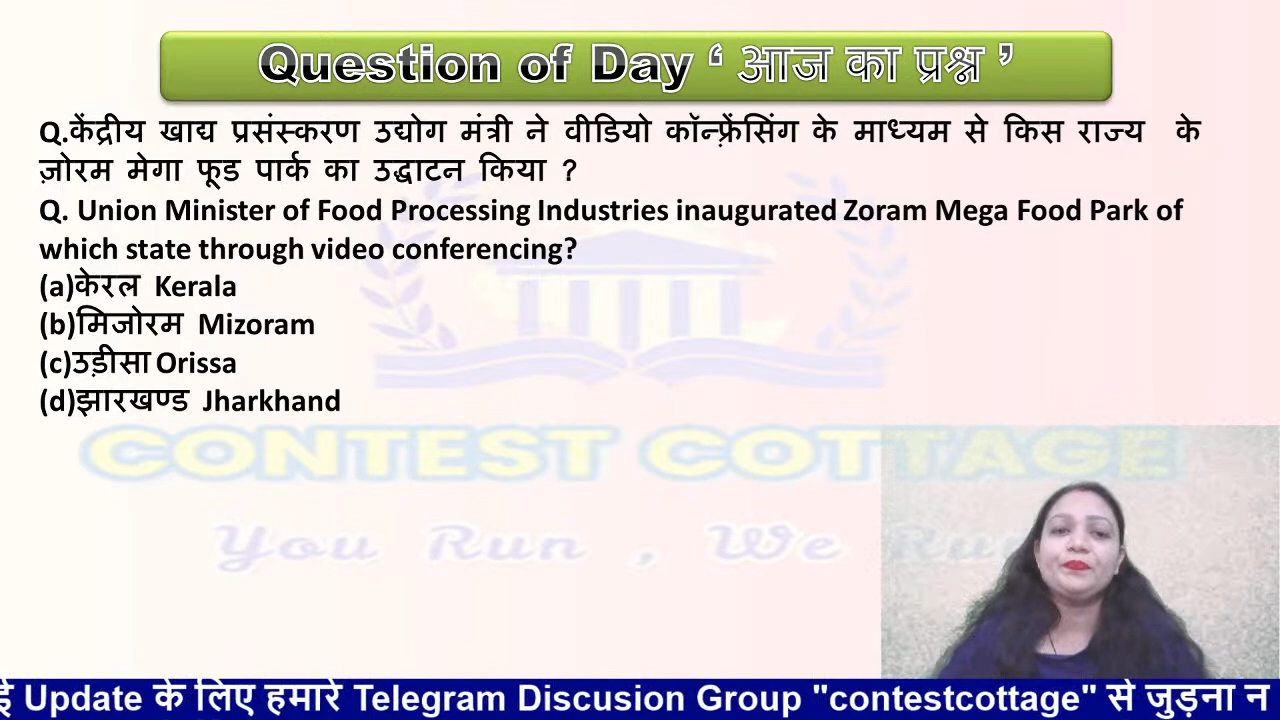 Question of Day ‘ आज का प्रश्न ’
Q.केंद्रीय खाद्य प्रसंस्करण उद्योग मंत्री ने वीडियो कॉन्फ़्रेंसिंग के माध्यम से किस राज्य के
ज़ोरम मेगा फूड पार्क का उद्घाटन किया ?
Q. Union Minister of Food Processing Industries inaugurated Zoram Mega Food Park of
which state through video conferencing?
(a)केरल Kerala
(b)मिजोरम Mizoram
(c)उड़ीसा Orissa
(d)झारखण्ड Jharkhand
CONTEST COTTAGE
You Run , We
Update के लिए हमारे Telegram Discusion Group "contestcottage" से जुड़ना न